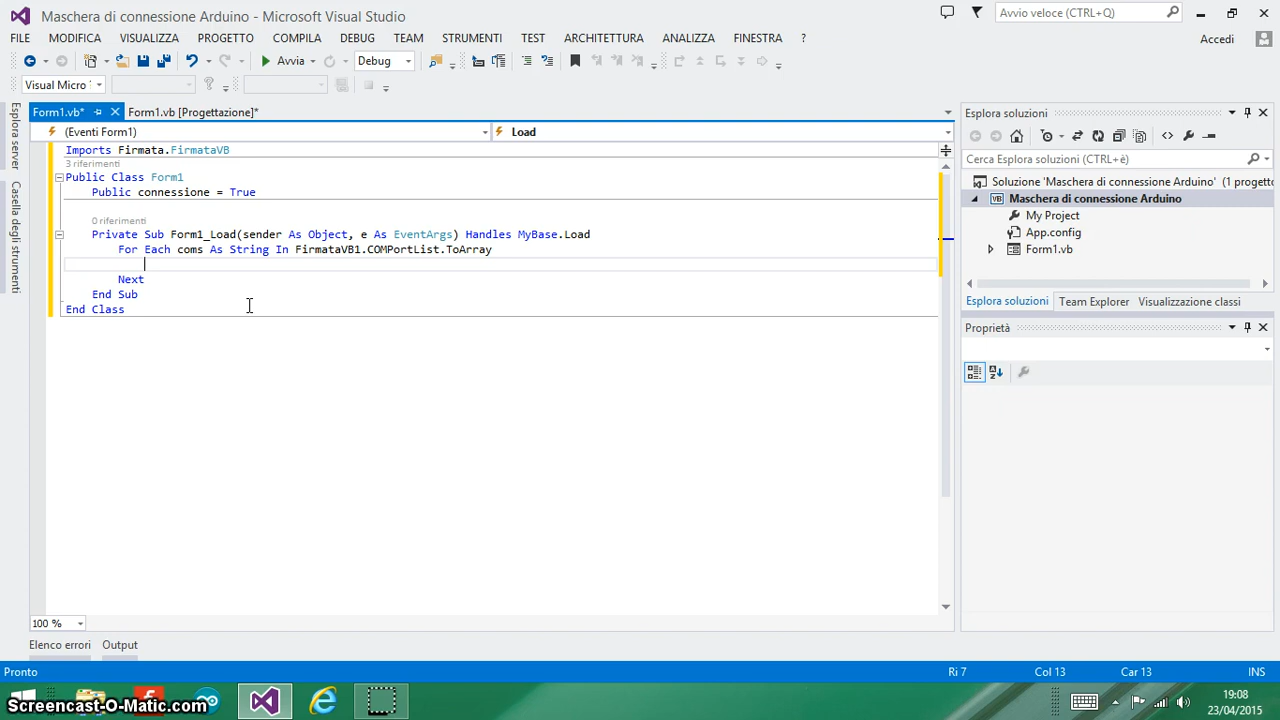 Maschera di connessione Arduino - Microsoft Visual Studio
Avvio veloce (CTRL+Q)
FILE MODIFICA VISUALIZZA PROGETTO COMPILA DEBUG TEAM STRUMENTI TEST ARCHITETTURA ANALIZZA FINESTRA ?
Accedi
Avvia
Debug
Visual Micro
Esplora server
Casella degli strumenti
Form1.vb*
Form1.vb [Progettazione]*
(Eventi Form1)
Load
Imports Firmata.FirmataVB
3 riferimenti
Public Class Form1
Public connessione = True
0 riferimenti
Private Sub Form1_Load(sender As Object, e As EventArgs) Handles MyBase.Load
For Each coms As String In FirmataVB1.COMPortList.ToArray
Next
End Sub
End Class
100 %
Esplora soluzioni
Cerca Esplora soluzioni (CTRL+è)
Soluzione 'Maschera di connessione Arduino' (1 progetto
VB Maschera di connessione Arduino
My Project
App.config
Form1.vb
Esplora soluzioni Team Explorer Visualizzazione classi
Proprietà
Elenco errori Output
Pronto
Ri 7 Col 13 Car 13 INS
Screencast-O-Matic.com
19:08
23/04/2015